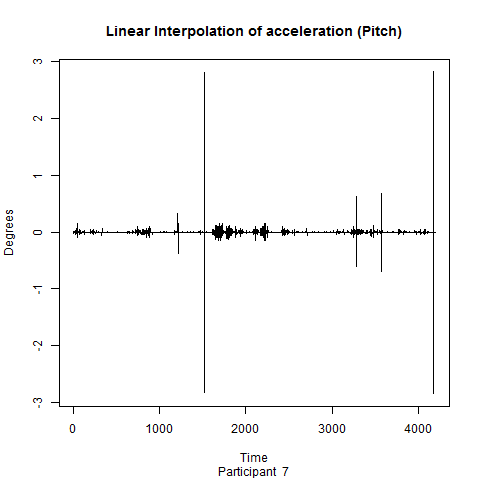 Linear Interpolation of acceleration (Pitch)
3
2
1
0
-1
-2
-3
Degrees
0 1000 2000 3000 4000
Time
Participant 7